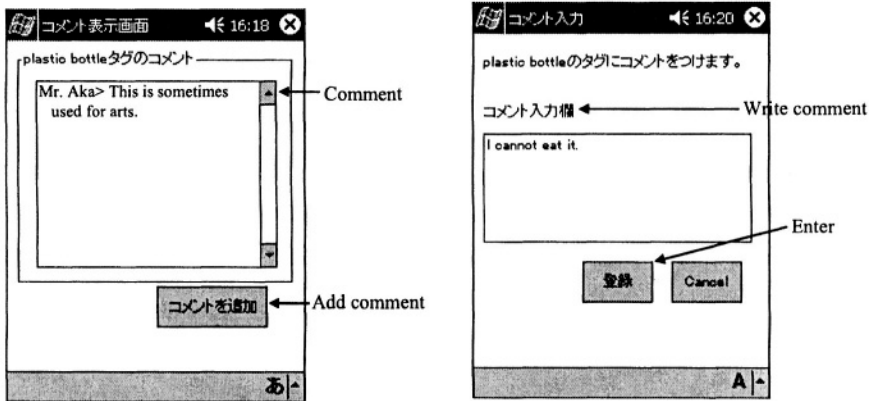 コメント表示画面 16:18
plastic bottleタグのコメント
Mr. Aka> This is sometimes
used for arts.
Comment
コメントを追加
Add comment
あ
コメント入力 16:20
plastic bottleのタグにコメントをつけます。
コメント入力欄
Write comment
I cannot eat it.
Enter
登録 Cancel
A